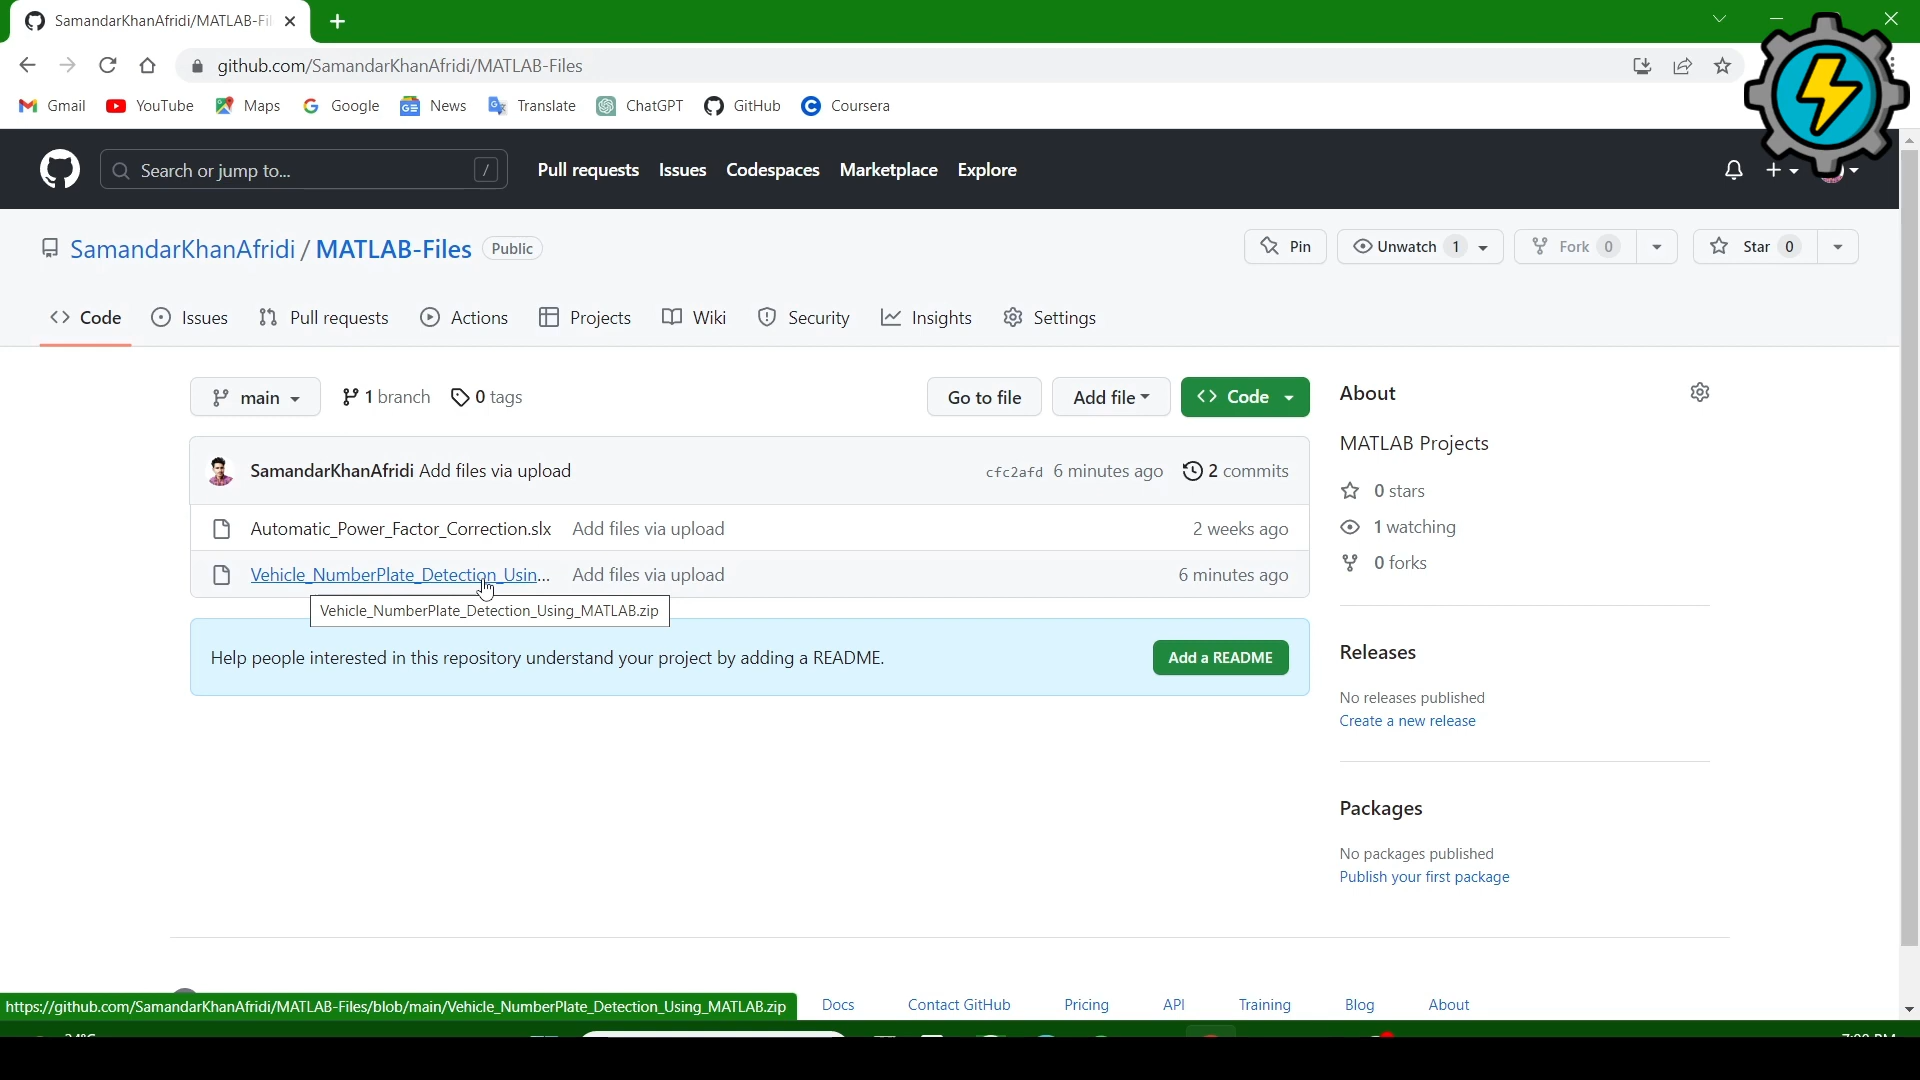 SamandarKhanAfridi/MATLAB-Fil
github.com/SamandarKhanAfridi/MATLAB-Files
Gmail YouTube Maps Google News Translate ChatGPT GitHub Coursera
Search or jump to... / Pull requests Issues Codespaces Marketplace Explore
SamandarKhanAfridi / MATLAB-Files Public Pin Unwatch 1 Fork 0 Star 0
Code Issues Pull requests Actions Projects Wiki Security Insights Settings
main 1 branch 0 tags Go to file Add file Code
About
MATLAB Projects
SamandarKhanAfridi Add files via upload cfc2afd 6 minutes ago 2 commits
0 stars
Automatic_Power_Factor_Correction.slx Add files via upload 2 weeks ago
1 watching
0 forks
Vehicle_NumberPlate_Detection_Usin... Add files via upload 6 minutes ago
Vehicle_NumberPlate_Detection_Using_MATLAB.zip
Help people interested in this repository understand your project by adding a README. Add a README
Releases
No releases published
Create a new release
Packages
No packages published
Publish your first package
https://github.com/SamandarKhanAfridi/MATLAB-Files/blob/main/Vehicle_NumberPlate_Detection_Using_MATLAB.zip Docs Contact GitHub Pricing API Training Blog About